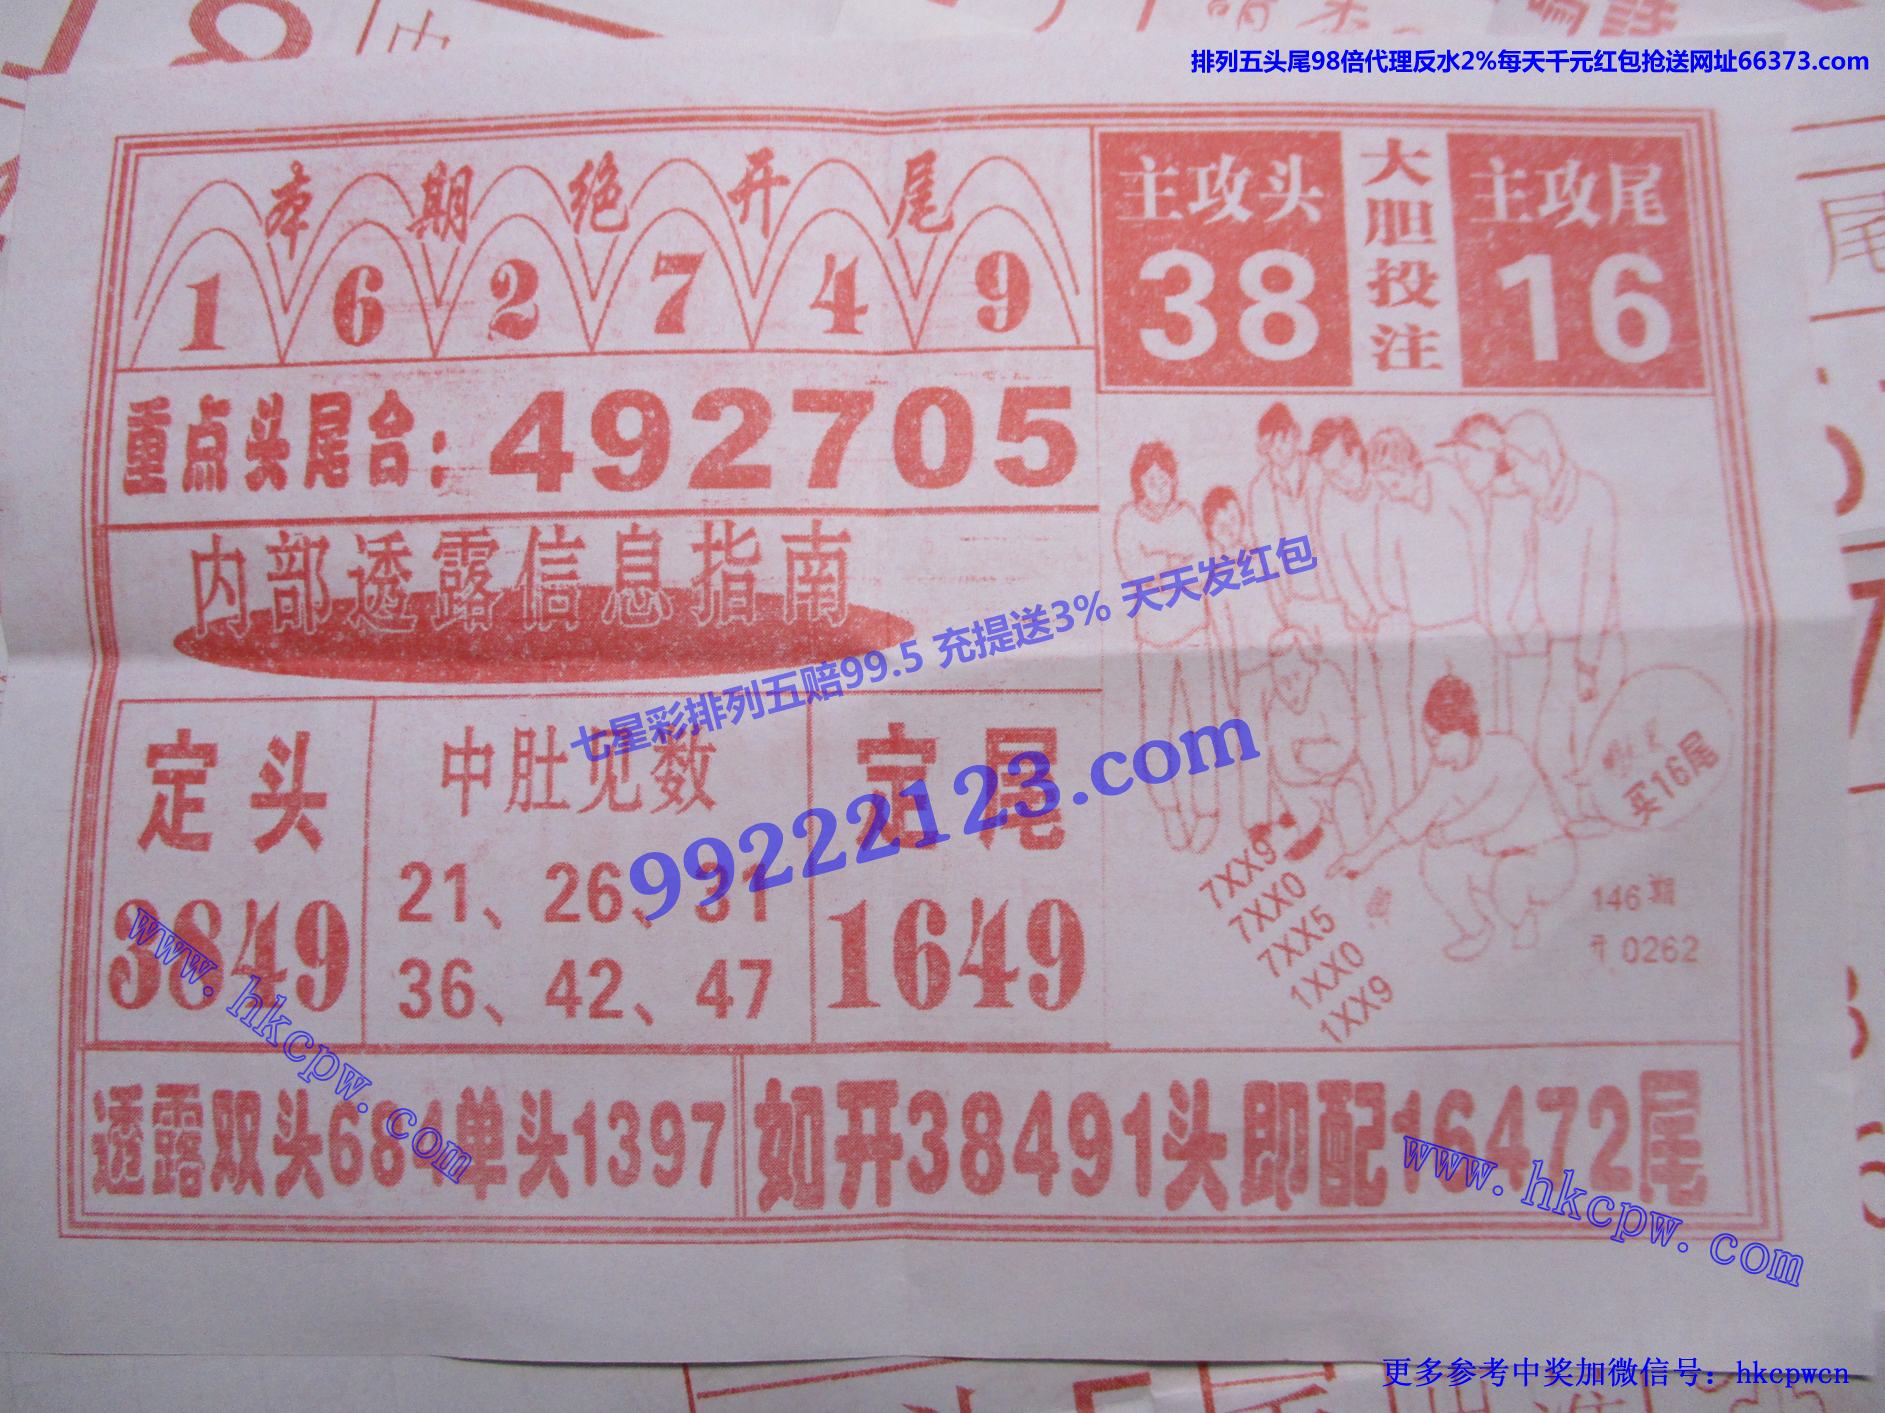 排列五头尾98倍代理反水2%每天千元红包抢送网址66373.com
本期绝开尾
1 6 2 7 4 9
主攻头
38
大胆投注
主攻尾
16
重点头尾合：492705
内部透露信息指南
七星彩排列五赔99.5 充提送3% 天天发红包
99222123.com
定头
3849
中肚见数
21、26、31
36、42、47
定尾
1649
买16尾
7XX9
7XX0
7XX5
1XX0
1XX9
146期
开0262
www.hkcpw.com
透露双头684单头1397
如开38491头即配16472尾
www.hkcpw.com
更多参考中奖加微信号：hkcpwcn